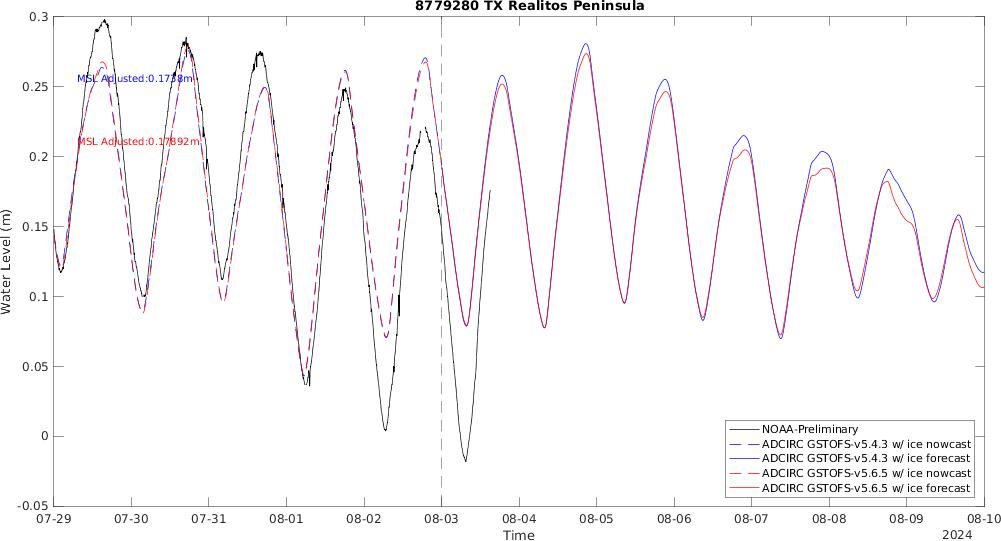 8779280 TX Realitos Peninsula
0.3
0.25
0.2
0.15
0.1
0.05
0
-0.05
Water Level (m)
MSL Adjusted:0.1738m
MSL Adjusted:0.17892m
NOAA-Preliminary
ADCIRC GSTOFS-v5.4.3 w/ ice nowcast
ADCIRC GSTOFS-v5.4.3 w/ ice forecast
ADCIRC GSTOFS-v5.6.5 w/ ice nowcast
ADCIRC GSTOFS-v5.6.5 w/ ice forecast
07-29 07-30 07-31 08-01 08-02 08-03 08-04 08-05 08-06 08-07 08-08 08-09 08-10
Time
2024